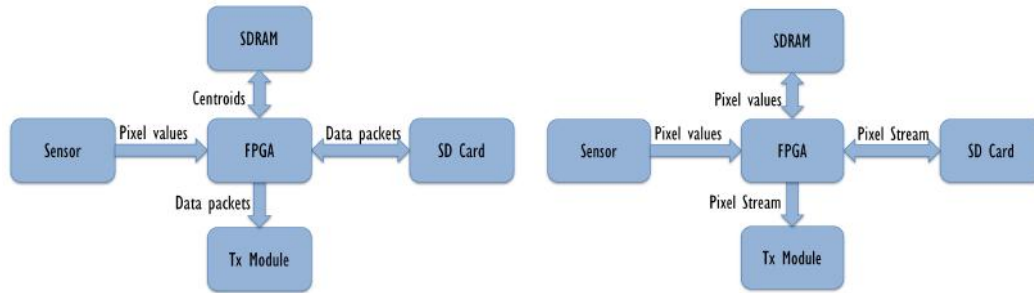 SDRAM
Centroids
Pixel values
Data packets
Sensor
FPGA
SD Card
Data packets
Tx Module
SDRAM
Pixel values
Pixel values
Pixel Stream
Sensor
FPGA
SD Card
Pixel Stream
Tx Module